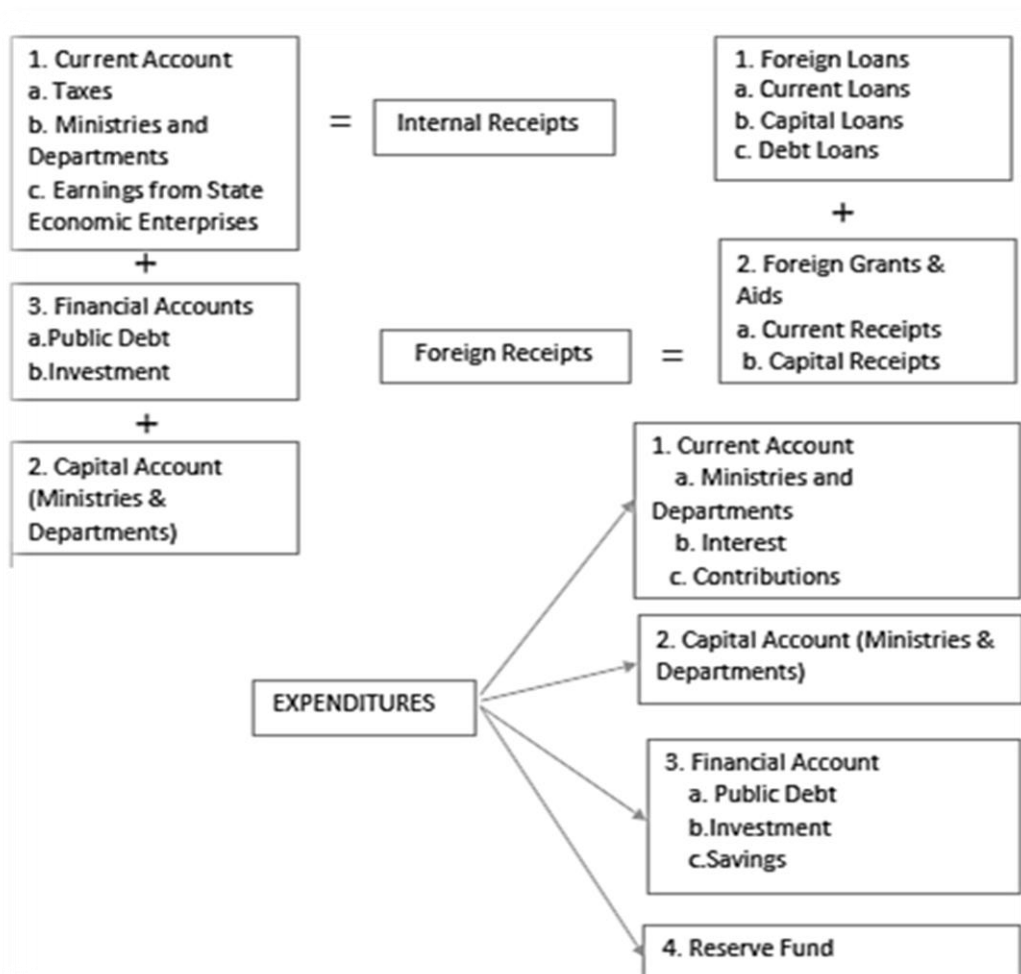 1. Current Account
a. Taxes
b. Ministries and
Departments
c. Earnings from State
Economic Enterprises
=
Internal Receipts
+
3. Financial Accounts
a.Public Debt
b.Investment
+
2. Capital Account
(Ministries &
Departments)
1. Foreign Loans
a. Current Loans
b. Capital Loans
c. Debt Loans
+
2. Foreign Grants &
Aids
a. Current Receipts
b. Capital Receipts
=
Foreign Receipts
EXPENDITURES
1. Current Account
a. Ministries and
Departments
b. Interest
c. Contributions
2. Capital Account (Ministries &
Departments)
3. Financial Account
a. Public Debt
b.Investment
c.Savings
4. Reserve Fund